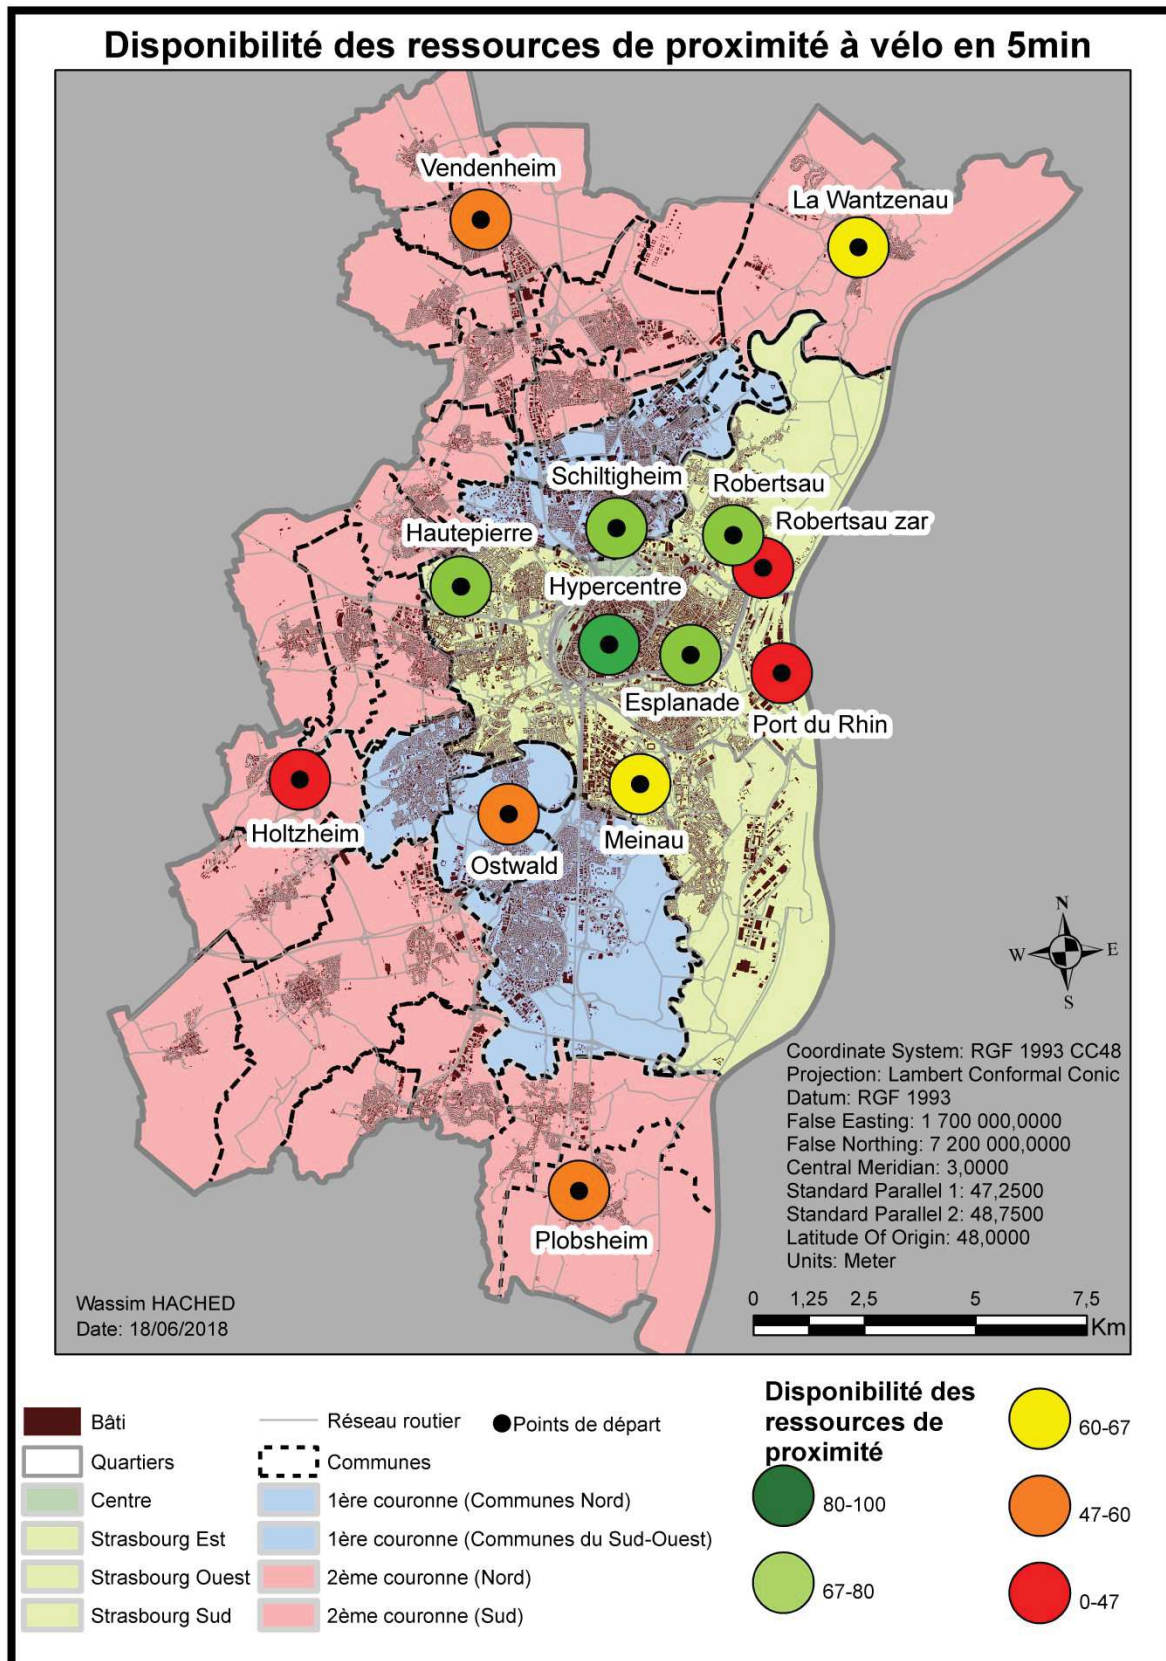 Disponibilité des ressources de proximité à vélo en 5min
Vendenheim
La Wantzenau
Schiltigheim
Robertsau
Hautepierre
Robertsau zar
Hypercentre
Esplanade
Port du Rhin
Holtzheim
Ostwald
Meinau
Plobsheim
N
W
E
S
Coordinate System: RGF 1993 CC48
Projection: Lambert Conformal Conic
Datum: RGF 1993
False Easting: 1 700 000,0000
False Northing: 7 200 000,0000
Central Meridian: 3,0000
Standard Parallel 1: 47,2500
Standard Parallel 2: 48,7500
Latitude Of Origin: 48,0000
Units: Meter
Wassim HACHED
Date: 18/06/2018
0 1,25 2,5 5 7,5
Km
Bâti
Quartiers
Centre
Strasbourg Est
Strasbourg Ouest
Strasbourg Sud
Réseau routier
Points de départ
Communes
1ère couronne (Communes Nord)
1ère couronne (Communes du Sud-Ouest)
2ème couronne (Nord)
2ème couronne (Sud)
Disponibilité des
ressources de
proximité
80-100
67-80
60-67
47-60
0-47